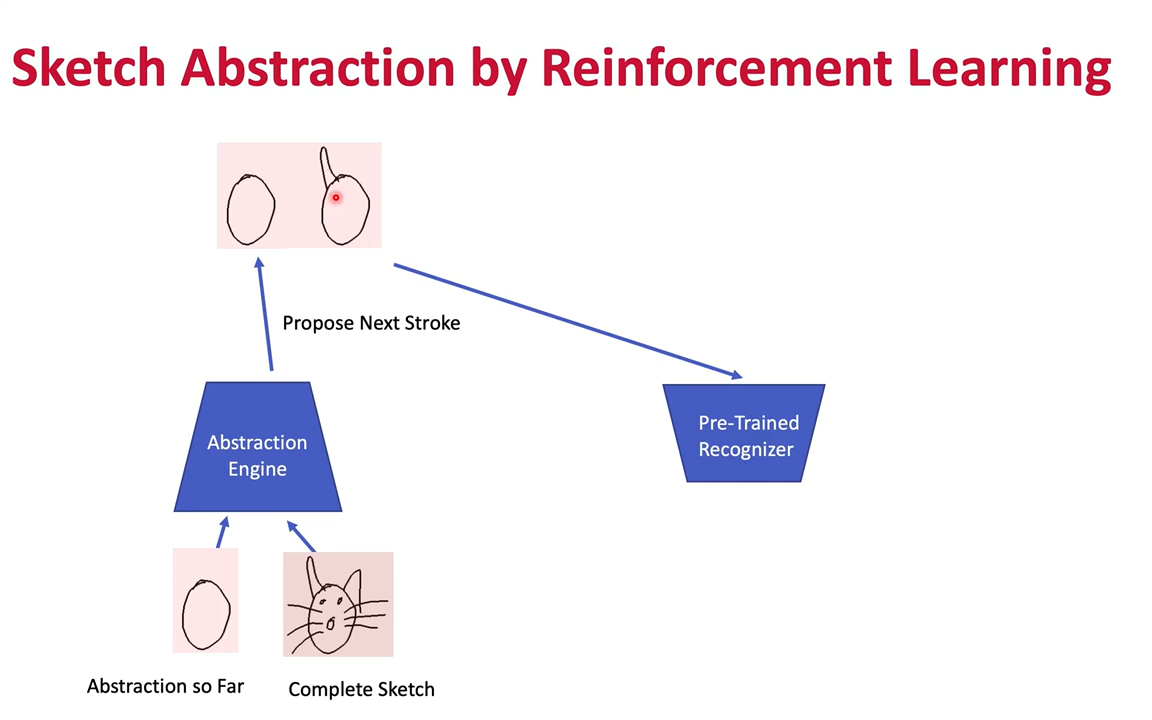 Sketch Abstraction by Reinforcement Learning
Propose Next Stroke
Abstraction
Engine
Pre-Trained
Recognizer
Abstraction so Far
Complete Sketch